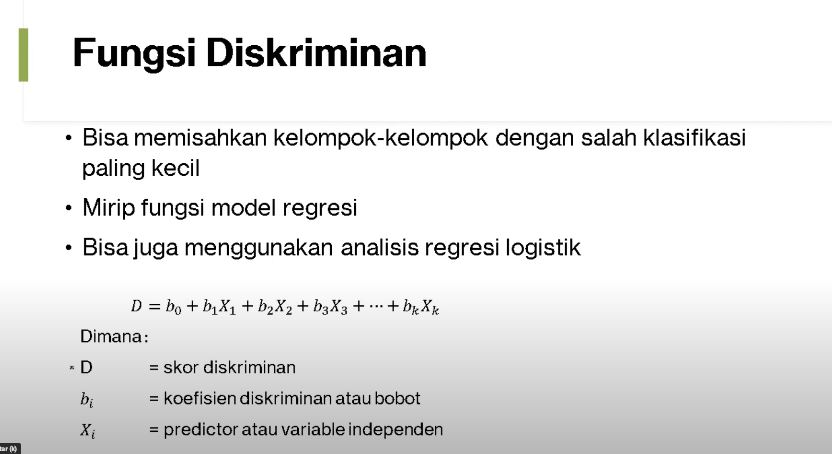 Fungsi Diskriminan
• Bisa memisahkan kelompok-kelompok dengan salah klasifikasi
paling kecil
• Mirip fungsi model regresi
• Bisa juga menggunakan analisis regresi logistik
D = b₀ + b₁X₁ + b₂X₂ + b₃X₃ + ⋯ + bₖXₖ
Dimana:
D = skor diskriminan
bᵢ = koefisien diskriminan atau bobot
Xᵢ = predictor atau variable independen